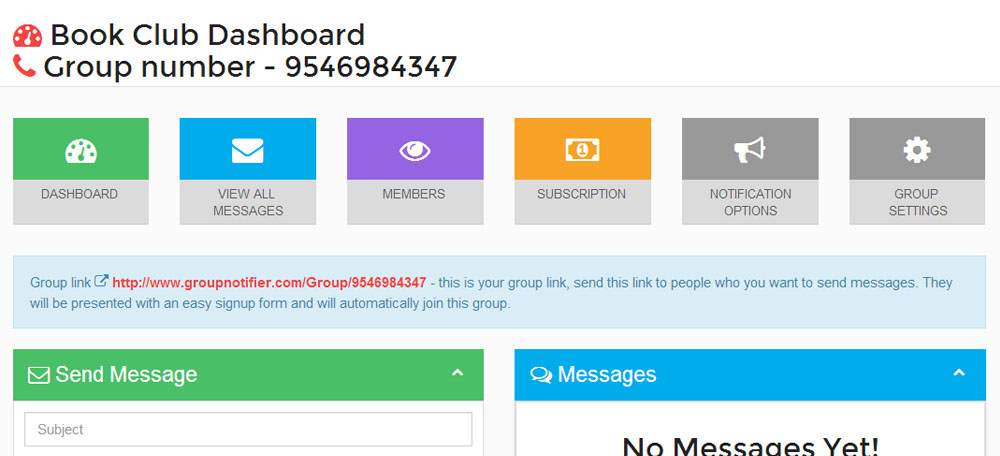 Book Club Dashboard
Group number - 9546984347
DASHBOARD
VIEW ALL
MESSAGES
MEMBERS
SUBSCRIPTION
NOTIFICATION
OPTIONS
GROUP
SETTINGS
Group link http://www.groupnotifier.com/Group/9546984347 - this is your group link, send this link to people who you want to send messages. They
will be presented with an easy signup form and will automatically join this group.
Send Message
Subject
Messages
No Messages Yet!